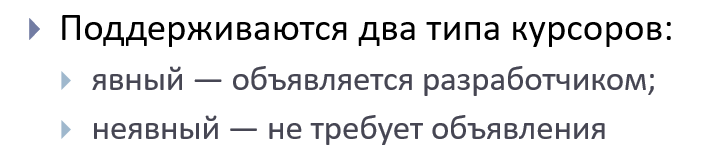 Поддерживаются два типа курсоров:
явный — объявляется разработчиком;
неявный — не требует объявления